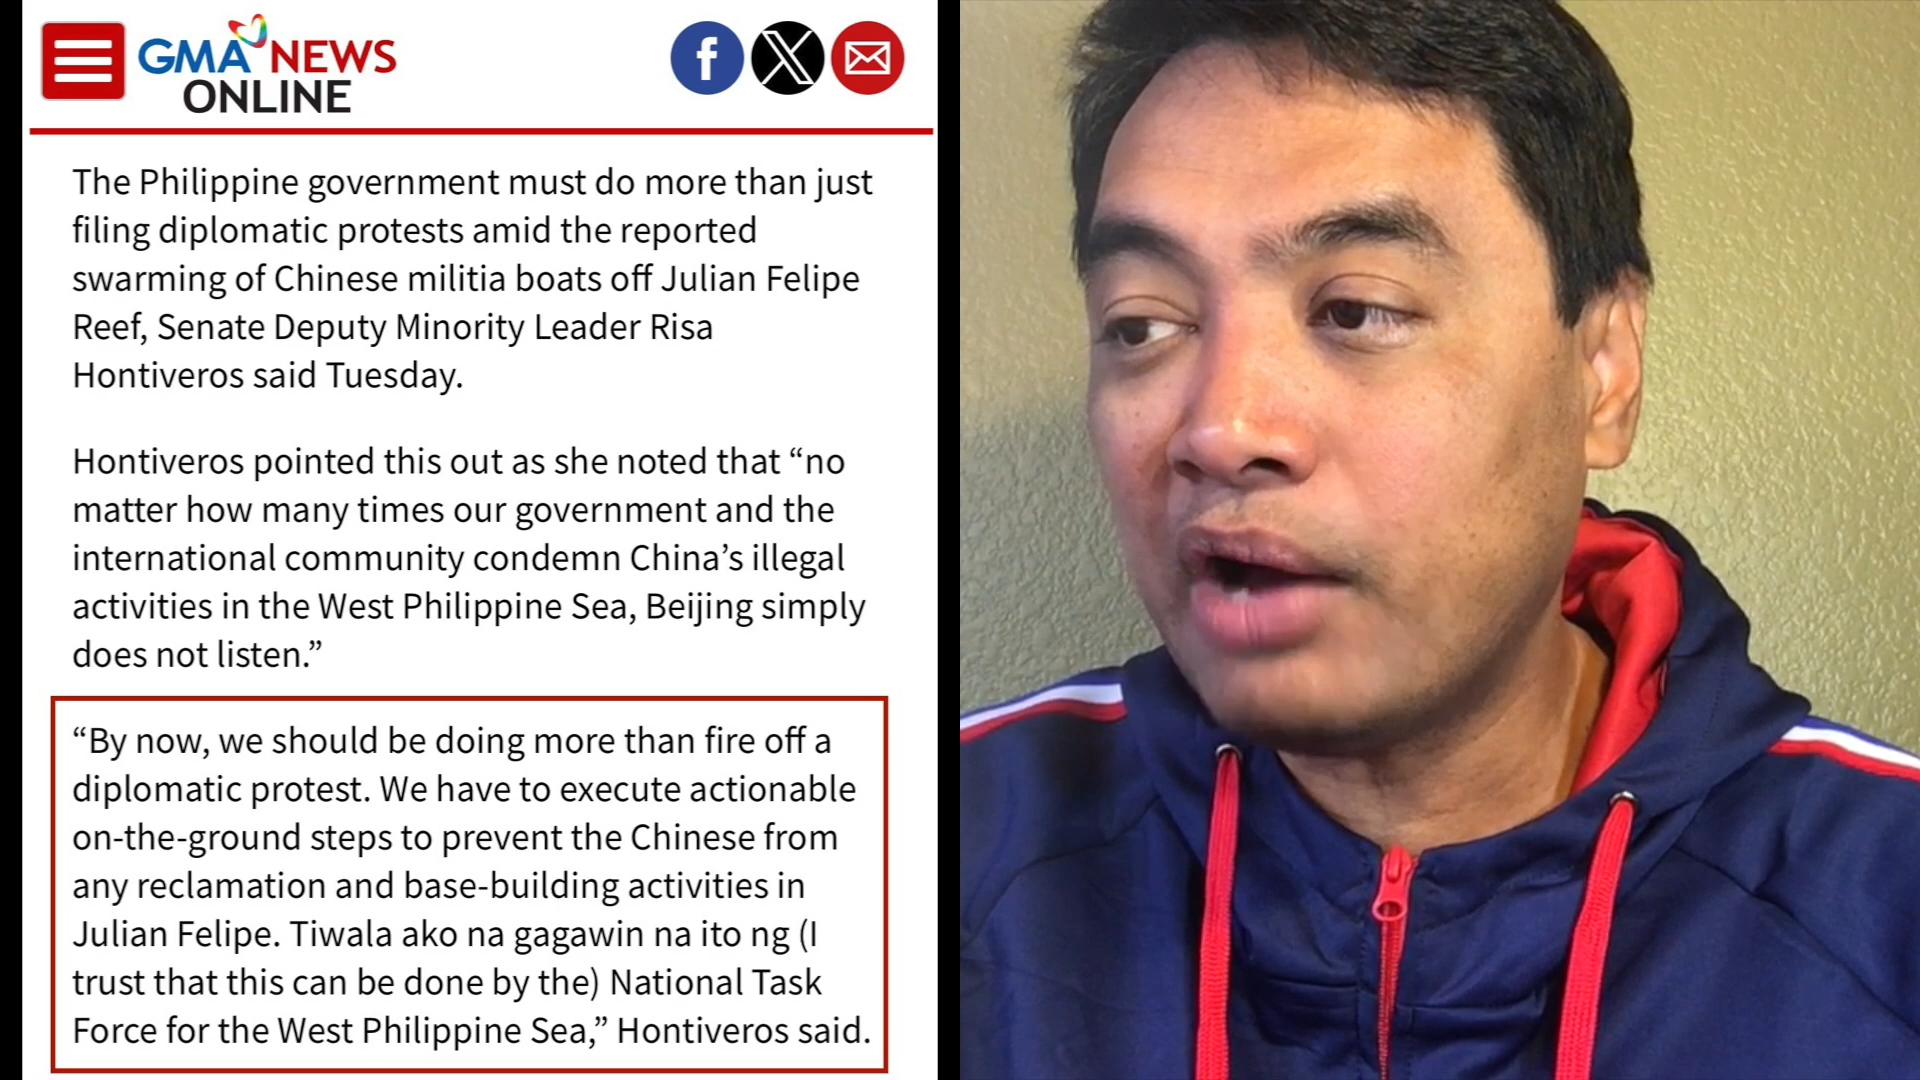 GMA NEWS
ONLINE
The Philippine government must do more than just
filing diplomatic protests amid the reported
swarming of Chinese militia boats off Julian Felipe
Reef, Senate Deputy Minority Leader Risa
Hontiveros said Tuesday.
Hontiveros pointed this out as she noted that “no
matter how many times our government and the
international community condemn China’s illegal
activities in the West Philippine Sea, Beijing simply
does not listen.”
“By now, we should be doing more than fire off a
diplomatic protest. We have to execute actionable
on-the-ground steps to prevent the Chinese from
any reclamation and base-building activities in
Julian Felipe. Tiwala ako na gagawin na ito ng (I
trust that this can be done by the) National Task
Force for the West Philippine Sea,” Hontiveros said.